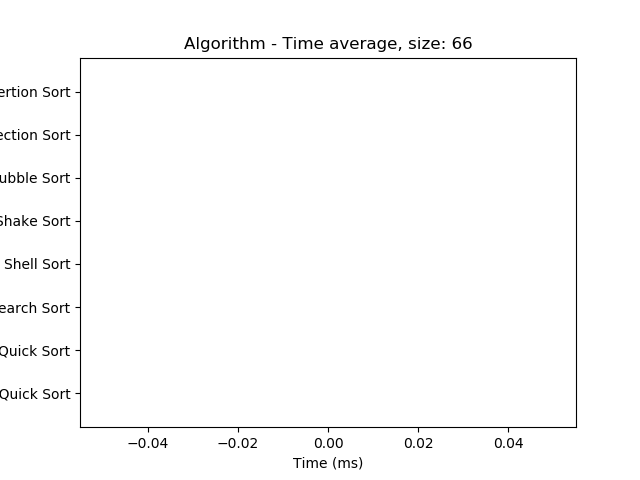 Algorithm - Time average, size: 66
ertion Sort
ection Sort
ubble Sort
Shake Sort
Shell Sort
earch Sort
Quick Sort
Quick Sort
−0.04 −0.02 0.00 0.02 0.04
Time (ms)